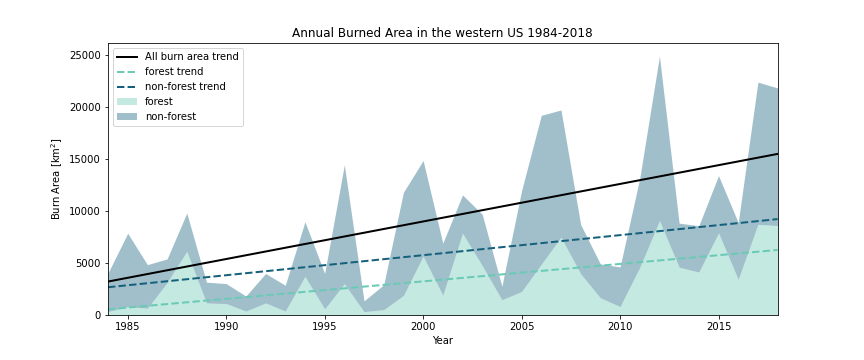 Annual Burned Area in the western US 1984-2018
Burn Area [km²]
25000
20000
15000
10000
5000
0
All burn area trend
forest trend
non-forest trend
forest
non-forest
1985 1990 1995 2000 2005 2010 2015
Year